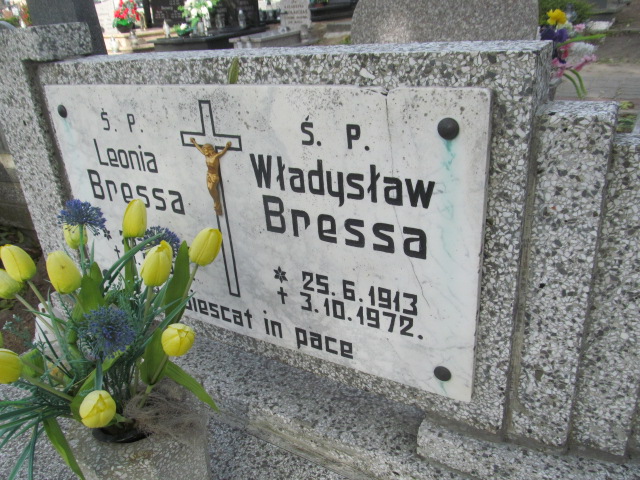 Ś. P.
Leonia
Bressa
Ś. P.
Władysław
Bressa
25.6.1913
3.10.1972.
in pace